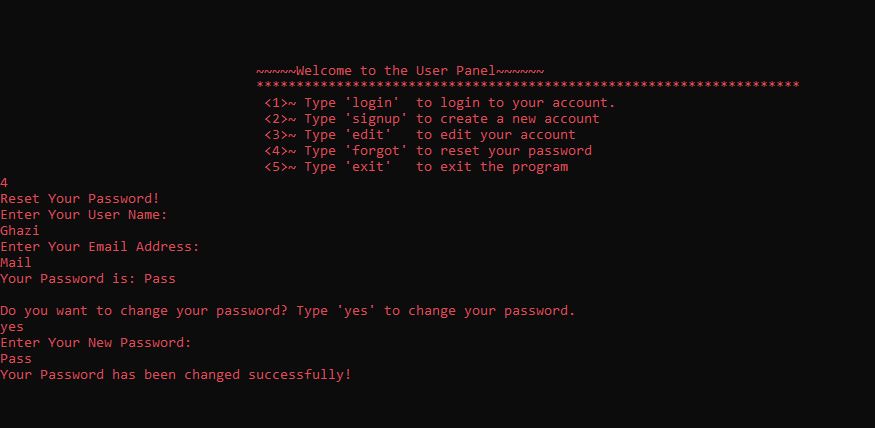 ~~~~~Welcome to the User Panel~~~~~~
********************************************************************
<1>~ Type 'login'  to login to your account.
<2>~ Type 'signup' to create a new account
<3>~ Type 'edit'   to edit your account
<4>~ Type 'forgot' to reset your password
<5>~ Type 'exit'   to exit the program
4
Reset Your Password!
Enter Your User Name:
Ghazi
Enter Your Email Address:
Mail
Your Password is: Pass
Do you want to change your password? Type 'yes' to change your password.
yes
Enter Your New Password:
Pass
Your Password has been changed successfully!